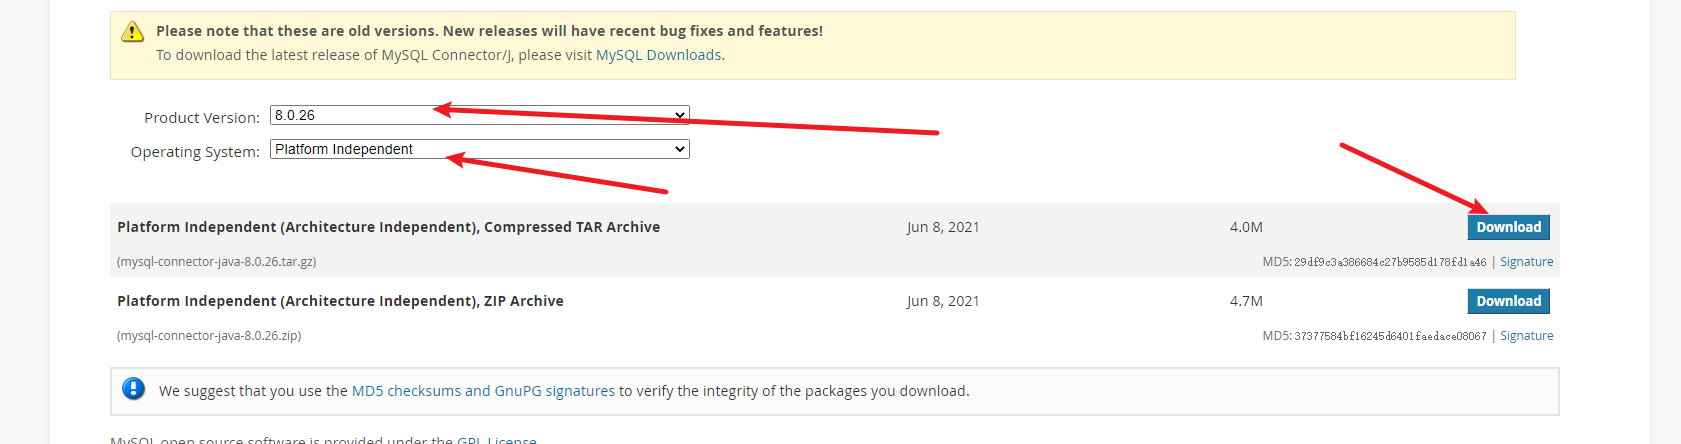 Please note that these are old versions. New releases will have recent bug fixes and features!
To download the latest release of MySQL Connector/J, please visit MySQL Downloads.
Product Version: 8.0.26
Operating System: Platform Independent
Platform Independent (Architecture Independent), Compressed TAR Archive Jun 8, 2021 4.0M Download
(mysql-connector-java-8.0.26.tar.gz) MD5: 29df9c3a386684c27b9585d178fd1a46 | Signature
Platform Independent (Architecture Independent), ZIP Archive Jun 8, 2021 4.7M Download
(mysql-connector-java-8.0.26.zip) MD5: 37377584bf16245d6401faedace08067 | Signature
We suggest that you use the MD5 checksums and GnuPG signatures to verify the integrity of the packages you download.
MySQL open source software is provided under the GPL License.